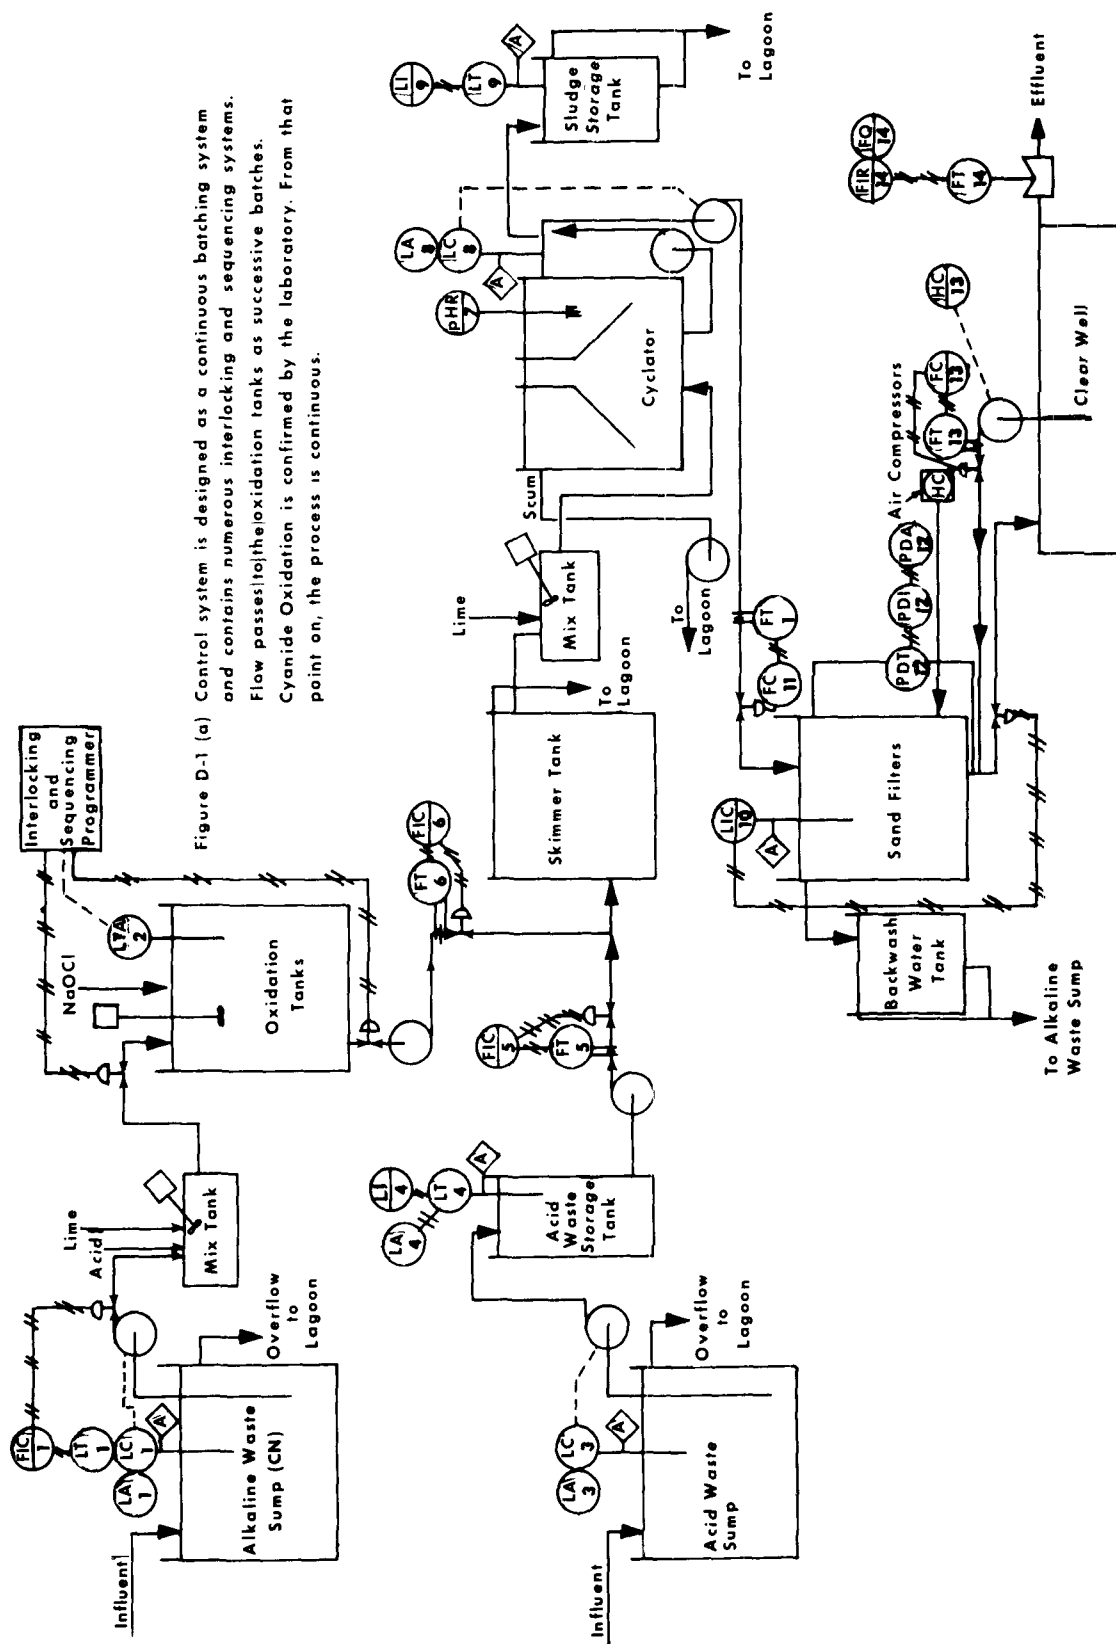 Figure D-1 (a) Control system is designed as a continuous batching system
and contains numerous interlocking and sequencing systems.
Flow passes to the oxidation tanks as successive batches.
Cyanide Oxidation is confirmed by the laboratory. From that
point on, the process is continuous.
Interlocking
and
Sequencing
Programmer
FIC
1
LT
1
LC
1
LA
1
A
Influent
Alkaline Waste
Sump (CN)
Overflow
to
Lagoon
Acid
Lime
Mix Tank
NaOCl
LTA
2
Oxidation
Tanks
FT
6
FIC
6
Influent
Acid Waste
Sump
LA
3
LC
3
A
Overflow
to
Lagoon
LA
4
LI
4
LT
4
A
Acid
Waste
Storage
Tank
FIC
5
FT
5
Skimmer Tank
To
Lagoon
Lime
Mix Tank
Scum
To
Lagoon
Cyclator
pHR
7
LA
8
LC
8
A
LI
9
LT
9
A
Sludge
Storage
Tank
To
Lagoon
FC
11
FT
1
LIC
10
A
Sand Filters
Backwash
Water
Tank
To Alkaline
Waste Sump
PDT
12
PDI
12
PDA
12
Air Compressors
HC
FT
13
FC
13
HC
13
Clear Well
FIR
14
FQ
14
FT
14
Effluent